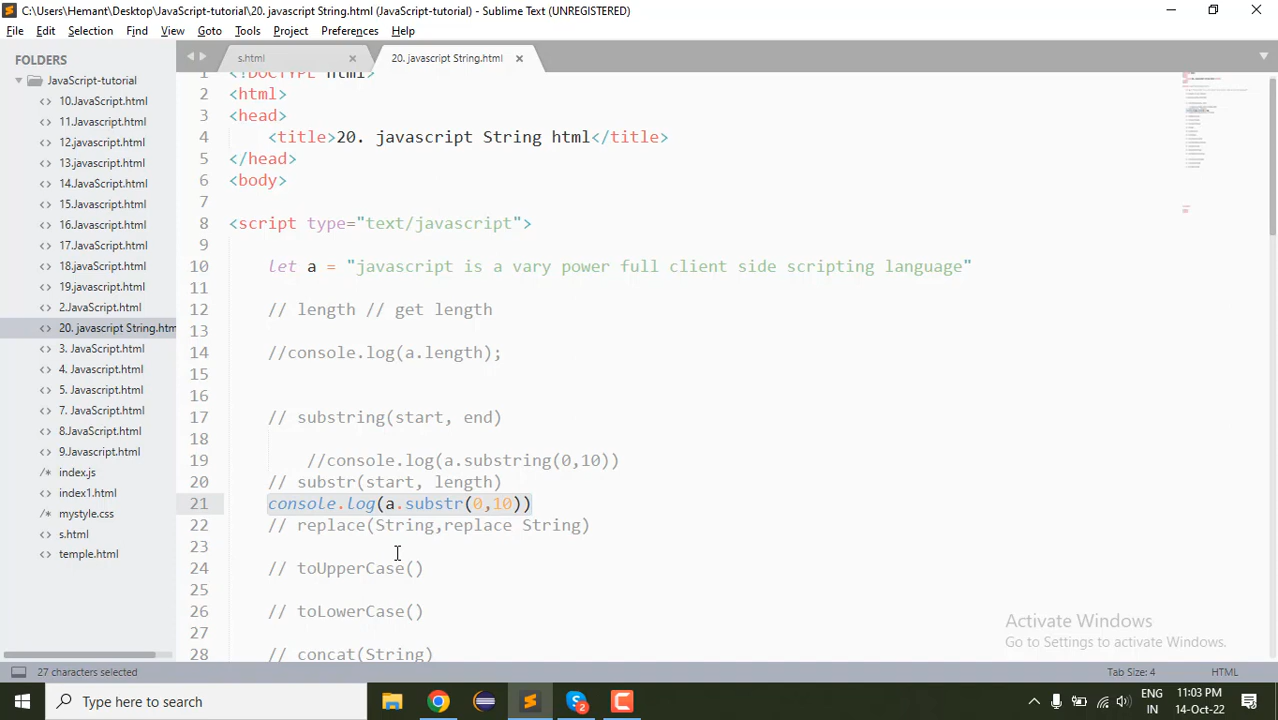 C:\Users\Hemant\Desktop\JavaScript-tutorial\20. javascript String.html (JavaScript-tutorial) - Sublime Text (UNREGISTERED)
File Edit Selection Find View Goto Tools Project Preferences Help
FOLDERS
JavaScript-tutorial
10.JavaScript.html
11.JavaScript.html
12.javascript.html
13.javascript.html
14.JavaScript.html
15.Javascript.html
16.Javascript.html
17.JavaScript.html
18.javaScript.html
19.javascript.html
2.JavaScript.html
20. javascript String.htm
3. JavaScript.html
4. Javascript.html
5. Javascript.html
7. JavaScript.html
8.JavaScript.html
9.Javascript.html
index.js
index1.html
mystyle.css
s.html
temple.html
s.html
20. javascript String.html
1 <!DOCTYPE html>
2 <html>
3 <head>
4 <title>20. javascript String html</title>
5 </head>
6 <body>
7
8 <script type="text/javascript">
9
10 let a = "javascript is a vary power full client side scripting language"
11
12 // length // get length
13
14 //console.log(a.length);
15
16
17 // substring(start, end)
18
19 //console.log(a.substring(0,10))
20 // substr(start, length)
21 console.log(a.substr(0,10))
22 // replace(String,replace String)
23
24 // toUpperCase()
25
26 // toLowerCase()
27
28 // concat(String)
Activate Windows
Go to Settings to activate Windows.
27 characters selected
Tab Size: 4
HTML
Type here to search
2
ENG
IN
11:03 PM
14-Oct-22